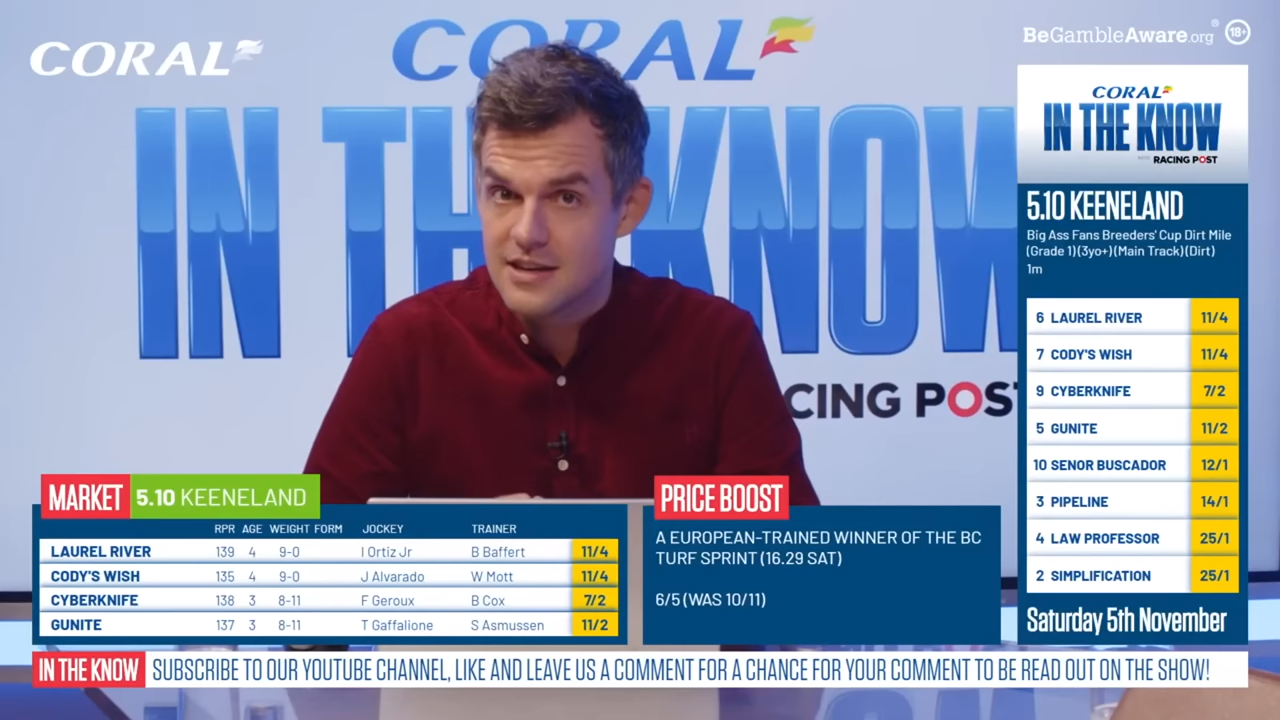 CORAL
CORAL
IN THE KNOW
CING POST
BeGambleAware.org® 18+
CORAL
IN THE KNOW
WITH RACING POST
5.10 KEENELAND
Big Ass Fans Breeders' Cup Dirt Mile
(Grade 1)(3yo+)(Main Track)(Dirt)
1m
6 LAUREL RIVER 11/4
7 CODY'S WISH 11/4
9 CYBERKNIFE 7/2
5 GUNITE 11/2
10 SENOR BUSCADOR 12/1
3 PIPELINE 14/1
4 LAW PROFESSOR 25/1
2 SIMPLIFICATION 25/1
Saturday 5th November
MARKET 5.10 KEENELAND
RPR AGE WEIGHT FORM JOCKEY TRAINER
LAUREL RIVER 139 4 9-0 I Ortiz Jr B Baffert 11/4
CODY'S WISH 135 4 9-0 J Alvarado W Mott 11/4
CYBERKNIFE 138 3 8-11 F Geroux B Cox 7/2
GUNITE 137 3 8-11 T Gaffalione S Asmussen 11/2
PRICE BOOST
A EUROPEAN-TRAINED WINNER OF THE BC
TURF SPRINT (16.29 SAT)
6/5 (WAS 10/11)
IN THE KNOW SUBSCRIBE TO OUR YOUTUBE CHANNEL, LIKE AND LEAVE US A COMMENT FOR A CHANCE FOR YOUR COMMENT TO BE READ OUT ON THE SHOW!